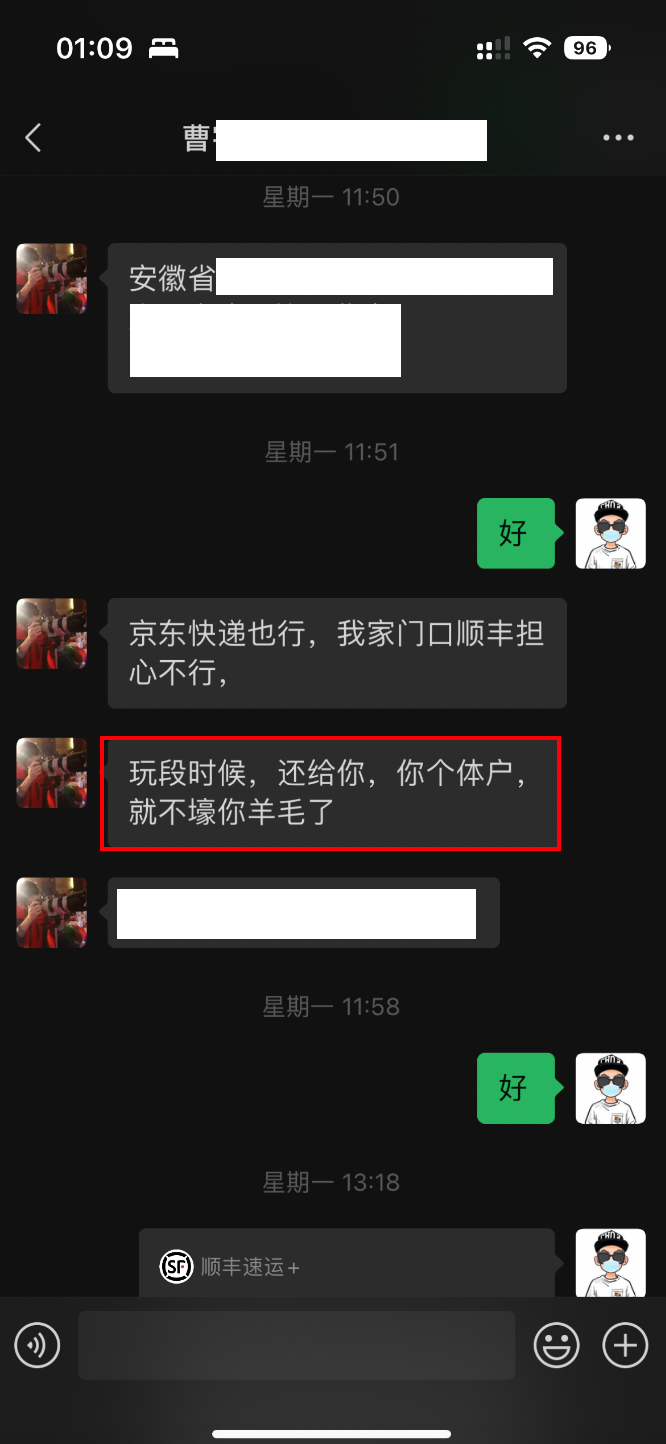 01:09
96
曹
星期一 11:50
安徽省
星期一 11:51
好
京东快递也行，我家门口顺丰担
心不行，
玩段时候，还给你，你个体户，
就不壕你羊毛了
星期一 11:58
好
星期一 13:18
SF 顺丰速运+